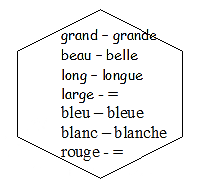 grand – grande
beau – belle
long – longue
large - =
bleu – bleue
blanc – blanche
rouge - =